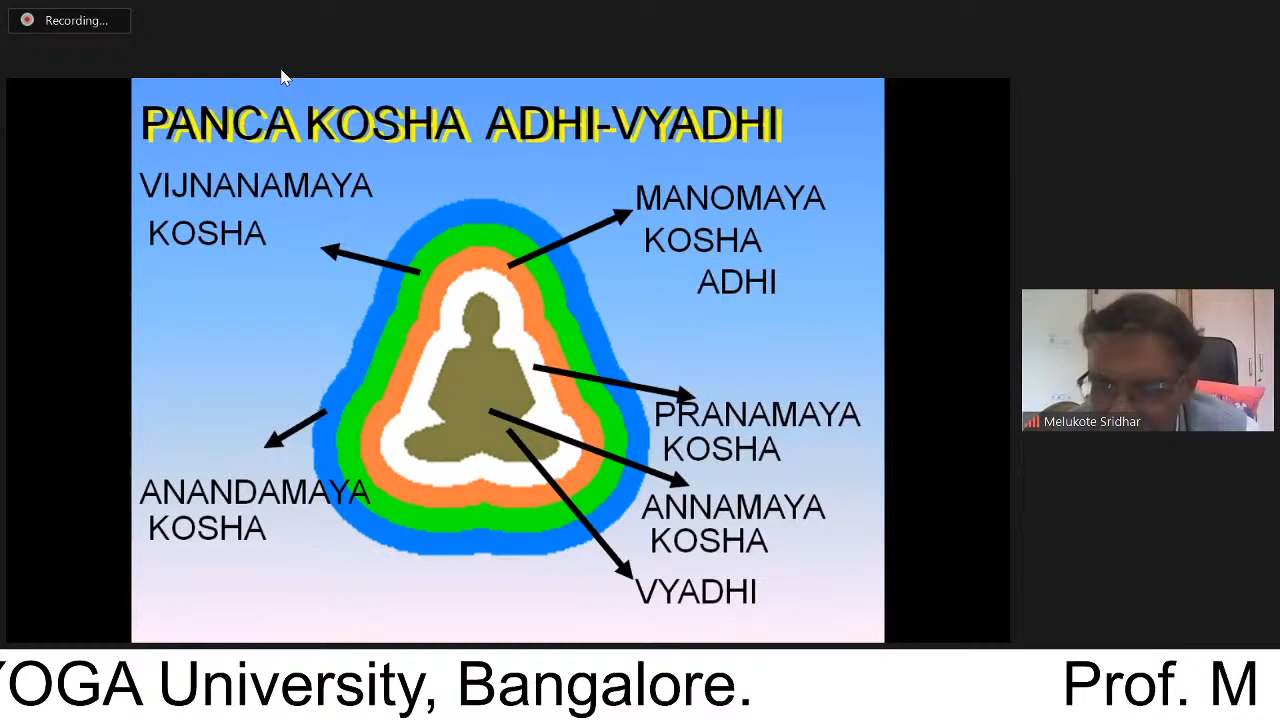 Recording...
PANCA KOSHA ADHI-VYADHI
VIJNANAMAYA
KOSHA
MANOMAYA
KOSHA
ADHI
PRANAMAYA
KOSHA
ANANDAMAYA
KOSHA
ANNAMAYA
KOSHA
VYADHI
Melukote Sridhar
YOGA University, Bangalore. Prof. M